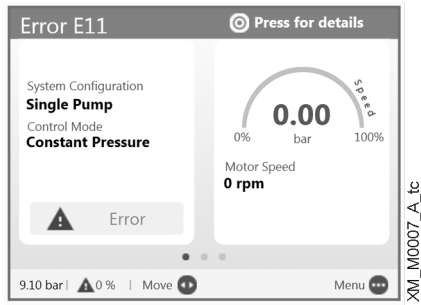 Error E11
Press for details
System Configuration
Single Pump
Control Mode
Constant Pressure
Error
Speed
0.00
0% bar 100%
Motor Speed
0 rpm
9.10 bar | 0 % | Move
Menu
XM_M0007_A_tc